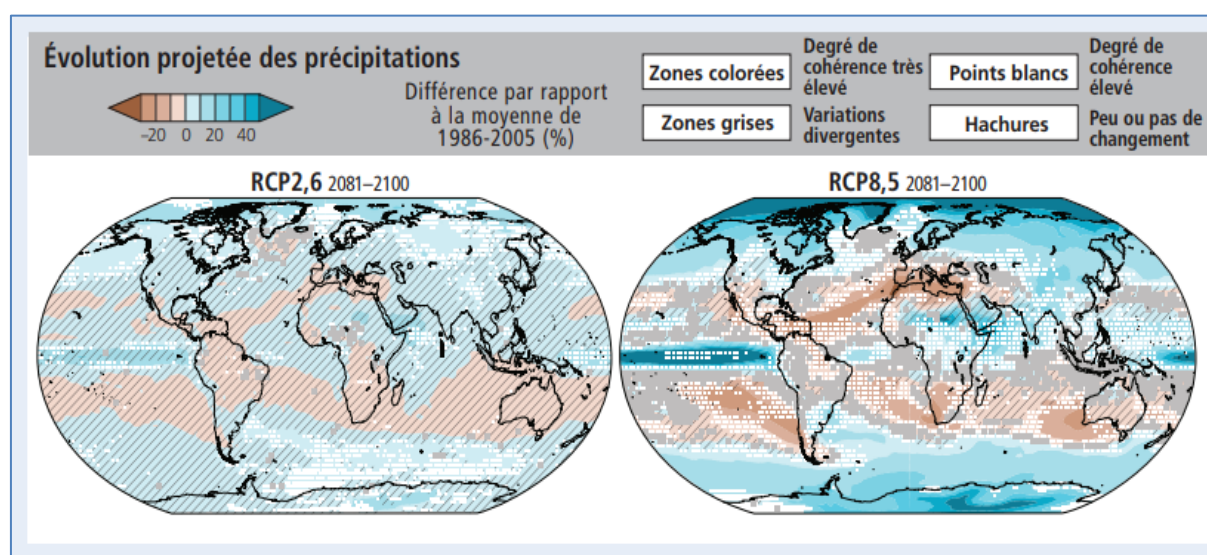 Évolution projetée des précipitations
–20 0 20 40
Différence par rapport
à la moyenne de
1986-2005 (%)
Zones colorées
Degré de
cohérence très
élevé
Points blancs
Degré de
cohérence
élevé
Zones grises
Variations
divergentes
Hachures
Peu ou pas de
changement
RCP2,6 2081–2100
RCP8,5 2081–2100